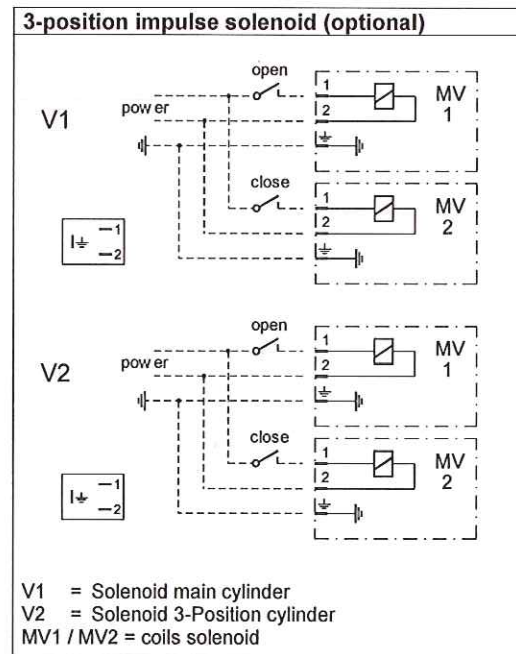 3-position impulse solenoid (optional)
open
1
MV
1
power
2
V1
close
1
MV
2
2
1
2
open
1
MV
1
power
2
V2
close
1
MV
2
2
1
2
V1 = Solenoid main cylinder
V2 = Solenoid 3-Position cylinder
MV1 / MV2 = coils solenoid